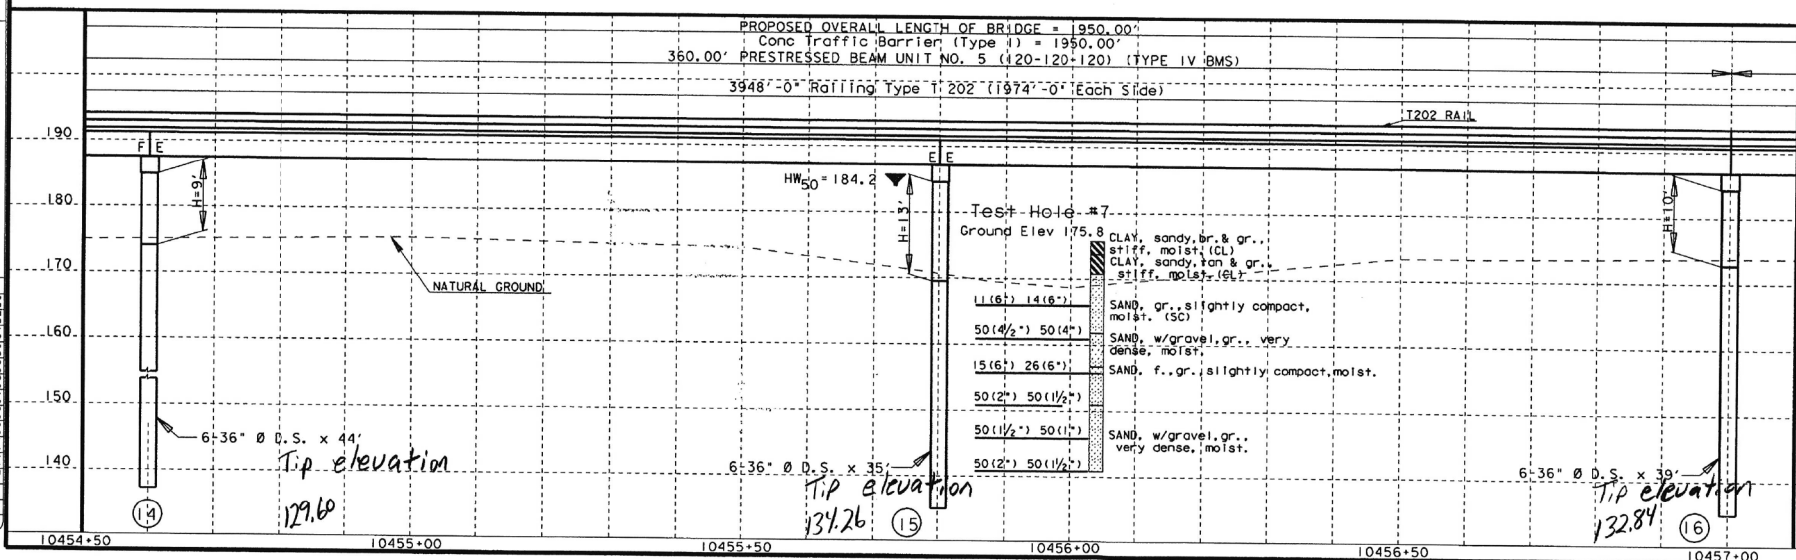 PROPOSED OVERALL LENGTH OF BRIDGE = 1950.00'
Conc Traffic Barrier (Type I) = 1950.00'
360.00' PRESTRESSED BEAM UNIT NO. 5 (120-120-120) (TYPE IV BMS)
3948'-0" Railing Type T 202 (1974'-0" Each Side)
T202 RAIL
190
180
170
160
150
140
F E
H=9'
NATURAL GROUND
6-36" Ø D.S. x 44'
Tip elevation
129.60
14
E E
HW50 = 184.2
H=13'
Test Hole #7
Ground Elev 175.8
CLAY, sandy, br. & gr.,
stiff, moist, (CL)
CLAY, sandy, tan & gr.,
stiff, moist, (CL)
11(6") 14(6")
SAND, gr., slightly compact,
moist. (SC)
50(4½") 50(4")
SAND, w/gravel, gr., very
dense, moist.
15(6") 26(6")
SAND, f., gr., slightly compact, moist.
50(2") 50(1½")
50(1½") 50(1")
SAND, w/gravel, gr.,
very dense, moist.
50(2") 50(1½")
6-36" Ø D.S. x 35'
Tip elevation
134.26
15
H=10'
6-36" Ø D.S. x 39'
Tip elevation
132.84
16
10454+50
10455+00
10455+50
10456+00
10456+50
10457+00